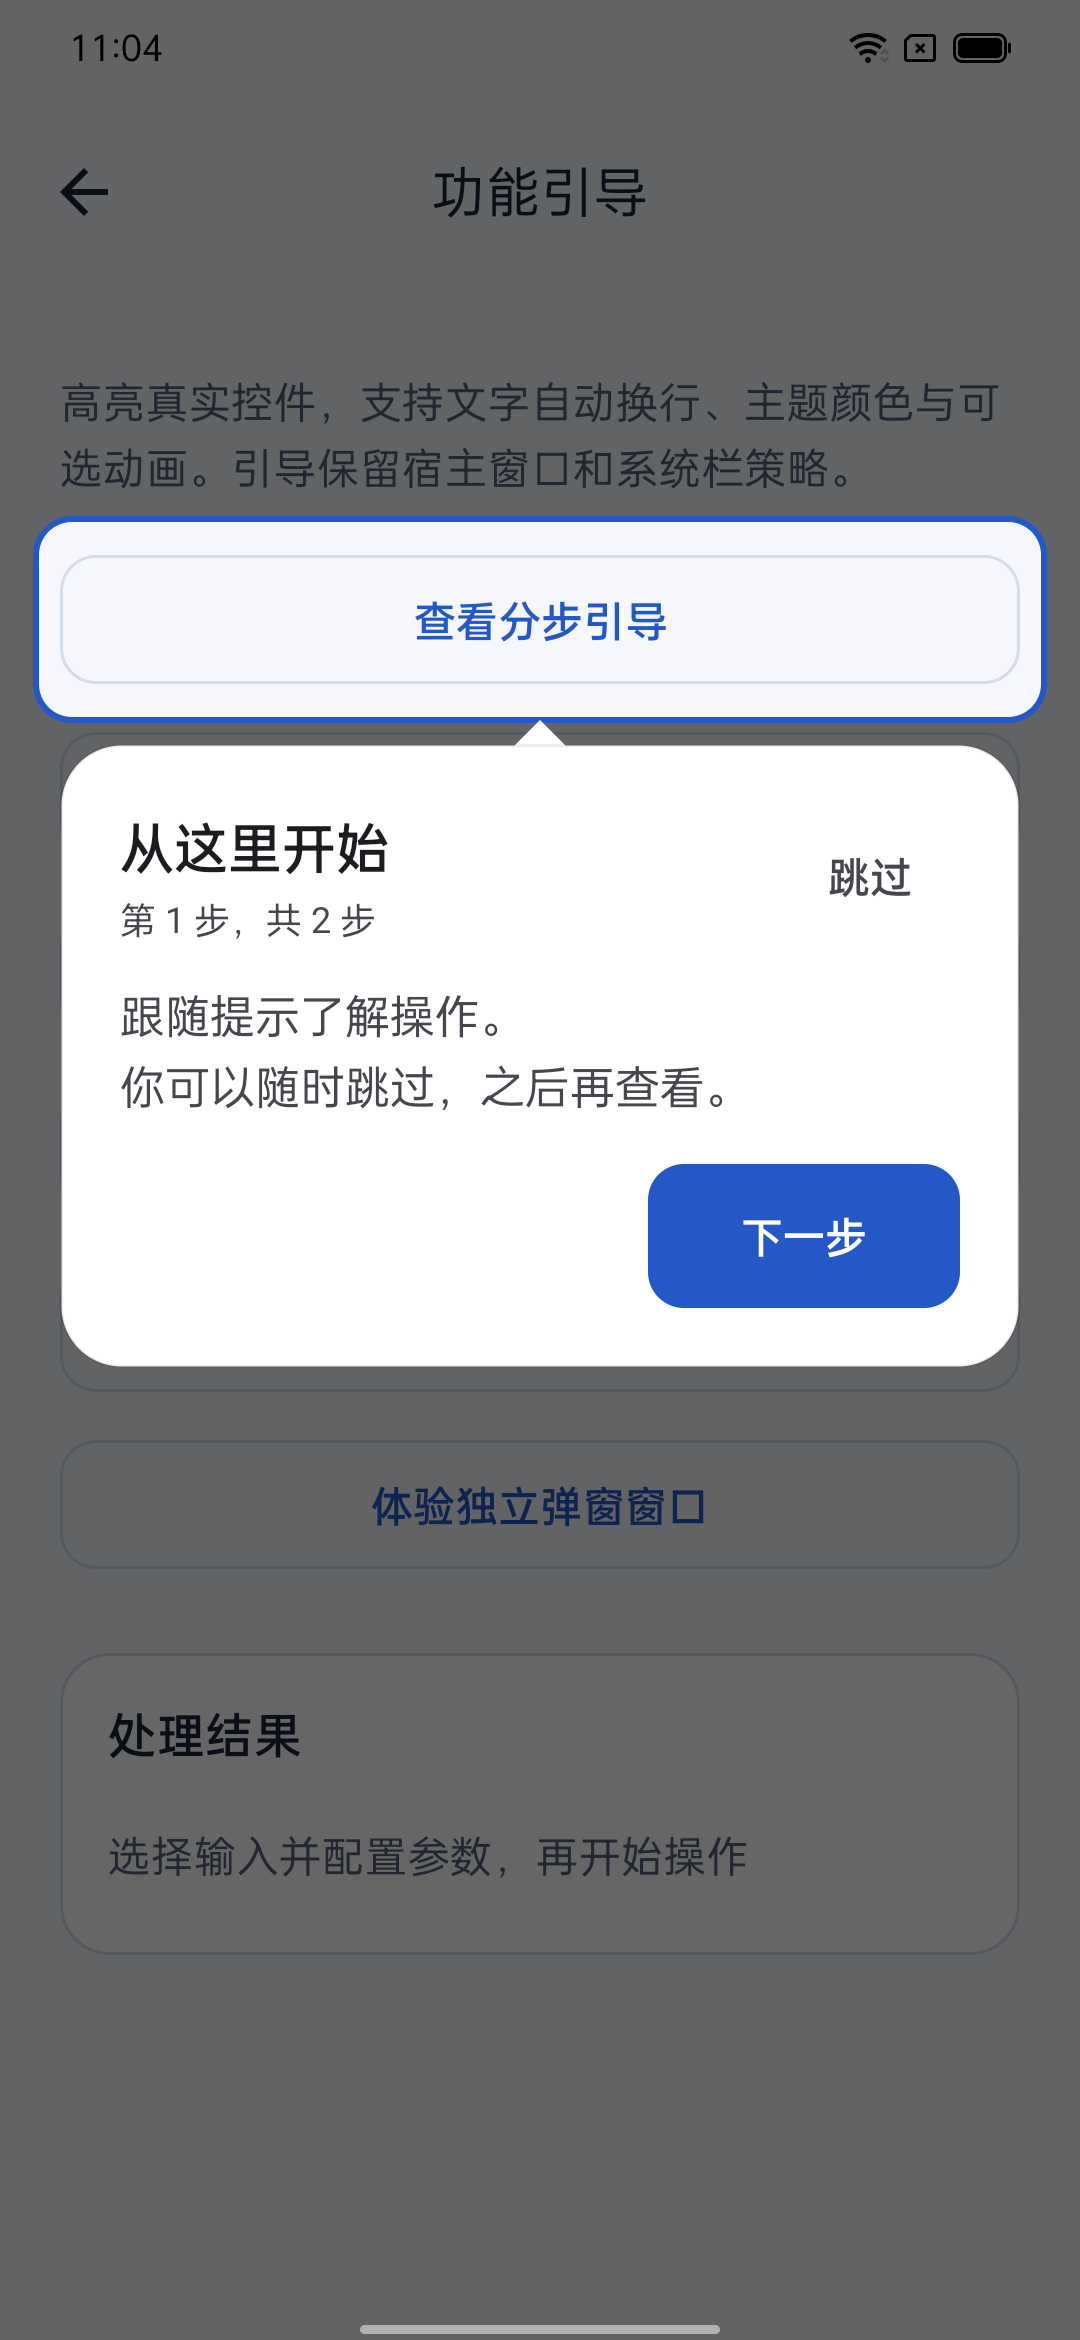 11:04
功能引导
高亮真实控件，支持文字自动换行、主题颜色与可
选动画。引导保留宿主窗口和系统栏策略。
查看分步引导
从这里开始
跳过
第 1 步，共 2 步
跟随提示了解操作。
你可以随时跳过，之后再查看。
下一步
体验独立弹窗窗口
处理结果
选择输入并配置参数，再开始操作